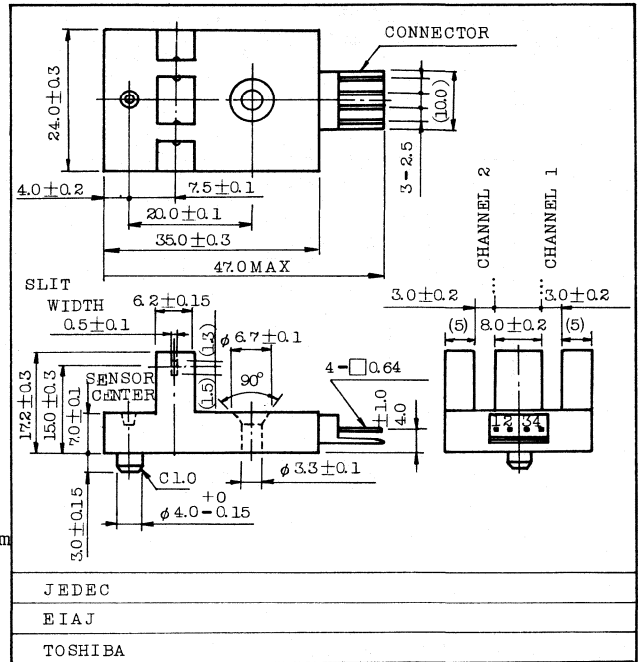 CONNECTOR
24.0±0.3
(10.0)
3-2.5
4.0±0.2
7.5±0.1
20.0±0.1
35.0±0.3
47.0MAX
CHANNEL 2
CHANNEL 1
SLIT
WIDTH
0.5±0.1
6.2±0.15
(1.3)
φ6.7±0.1
3.0±0.2
3.0±0.2
(5)
8.0±0.2
(5)
17.2±0.3
15.0±0.3
7.0±0.1
SENSOR
CENTER
(1.5)
90°
4-□0.64
±1.0
4.0
1 2 3 4
3.0±0.15
C1.0
φ3.3±0.1
+0
φ4.0-0.15
m
JEDEC
EIAJ
TOSHIBA